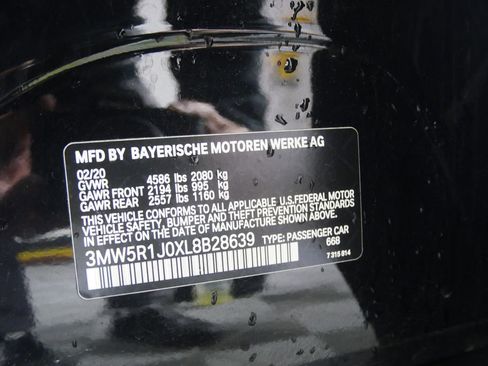 MFD BY BAYERISCHE MOTOREN WERKE AG
02/20
GVWR 4586 lbs 2080 kg
GAWR FRONT 2194 lbs 995 kg
GAWR REAR 2557 lbs 1160 kg
THIS VEHICLE CONFORMS TO ALL APPLICABLE U.S.FEDERAL MOTOR
VEHICLE SAFETY, BUMPER AND THEFT PREVENTION STANDARDS
IN EFFECT ON THE DATE OF MANUFACTURE SHOWN ABOVE.
3MW5R1J0XL8B28639 TYPE: PASSENGER CAR
668
7 315 814